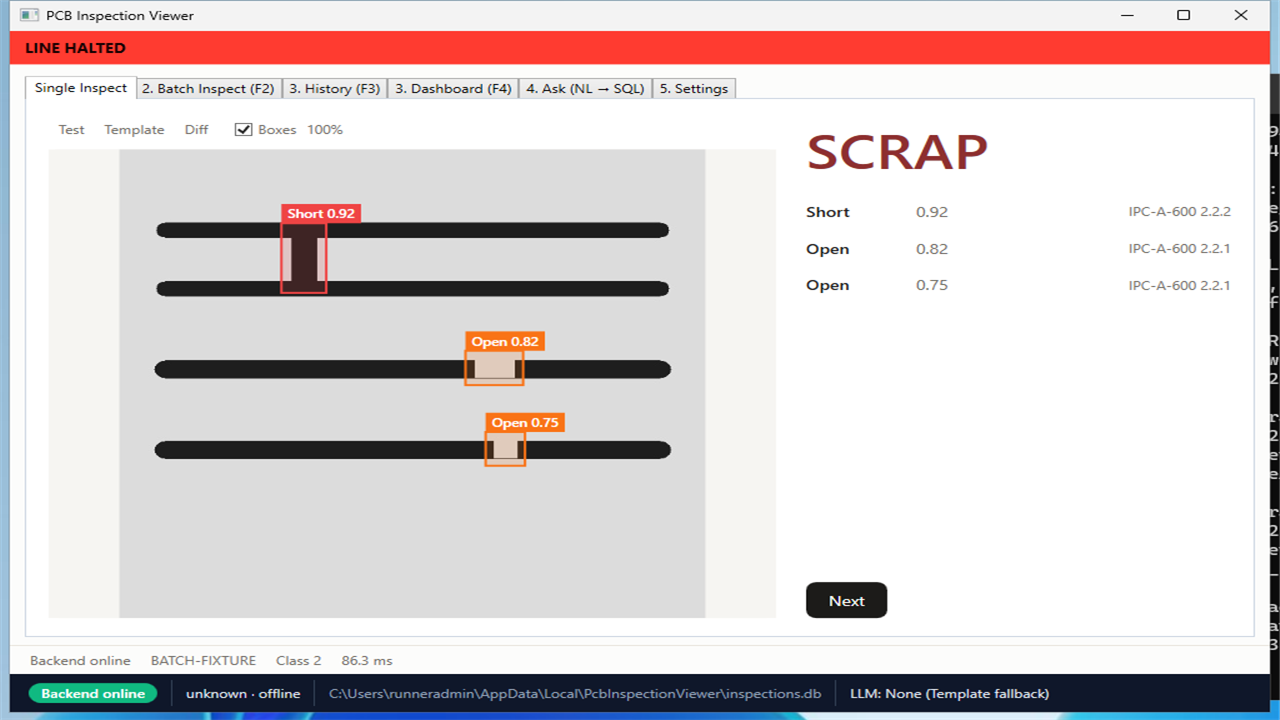 PCB Inspection Viewer
LINE HALTED
Single Inspect 2. Batch Inspect (F2) 3. History (F3) 3. Dashboard (F4) 4. Ask (NL → SQL) 5. Settings
Test Template Diff Boxes 100%
SCRAP
Short 0.92 IPC-A-600 2.2.2
Open 0.82 IPC-A-600 2.2.1
Open 0.75 IPC-A-600 2.2.1
Short 0.92
Open 0.82
Open 0.75
Next
Backend online BATCH-FIXTURE Class 2 86.3 ms
Backend online unknown · offline C:\Users\runneradmin\AppData\Local\PcbInspectionViewer\inspections.db LLM: None (Template fallback)